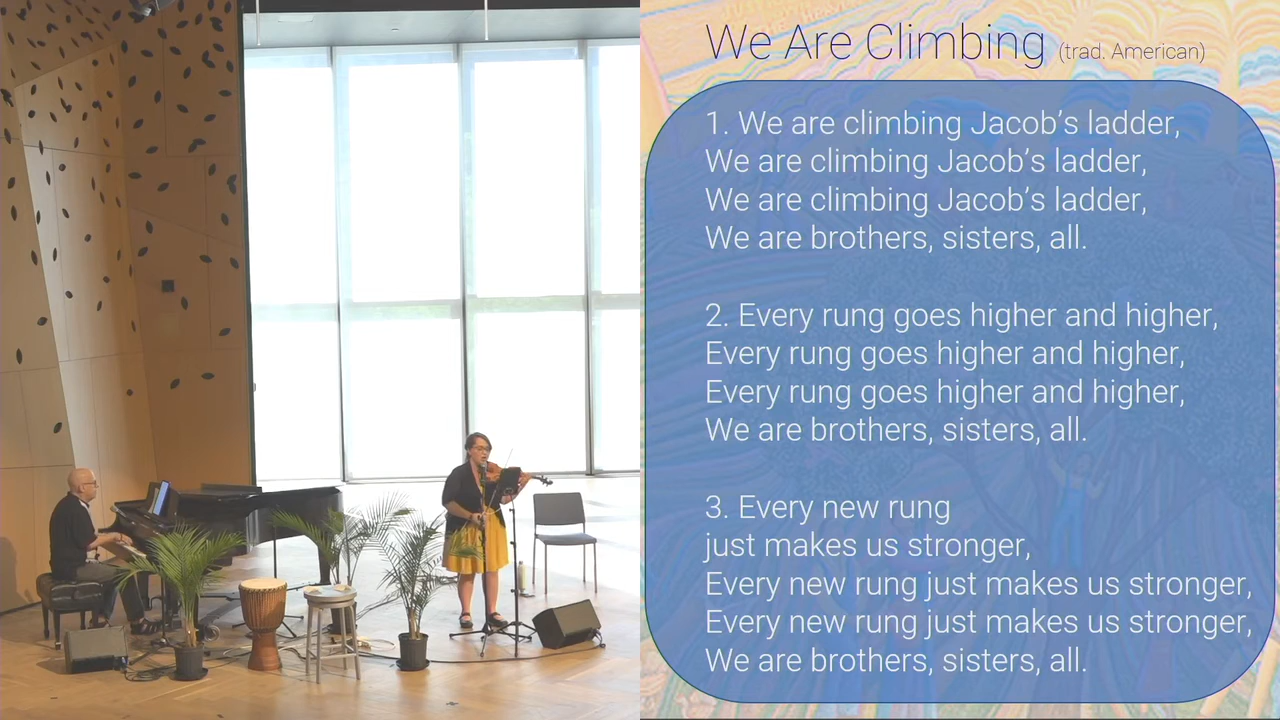 We Are Climbing (trad. American)
1. We are climbing Jacob’s ladder,
We are climbing Jacob’s ladder,
We are climbing Jacob’s ladder,
We are brothers, sisters, all.
2. Every rung goes higher and higher,
Every rung goes higher and higher,
Every rung goes higher and higher,
We are brothers, sisters, all.
3. Every new rung
just makes us stronger,
Every new rung just makes us stronger,
Every new rung just makes us stronger,
We are brothers, sisters, all.